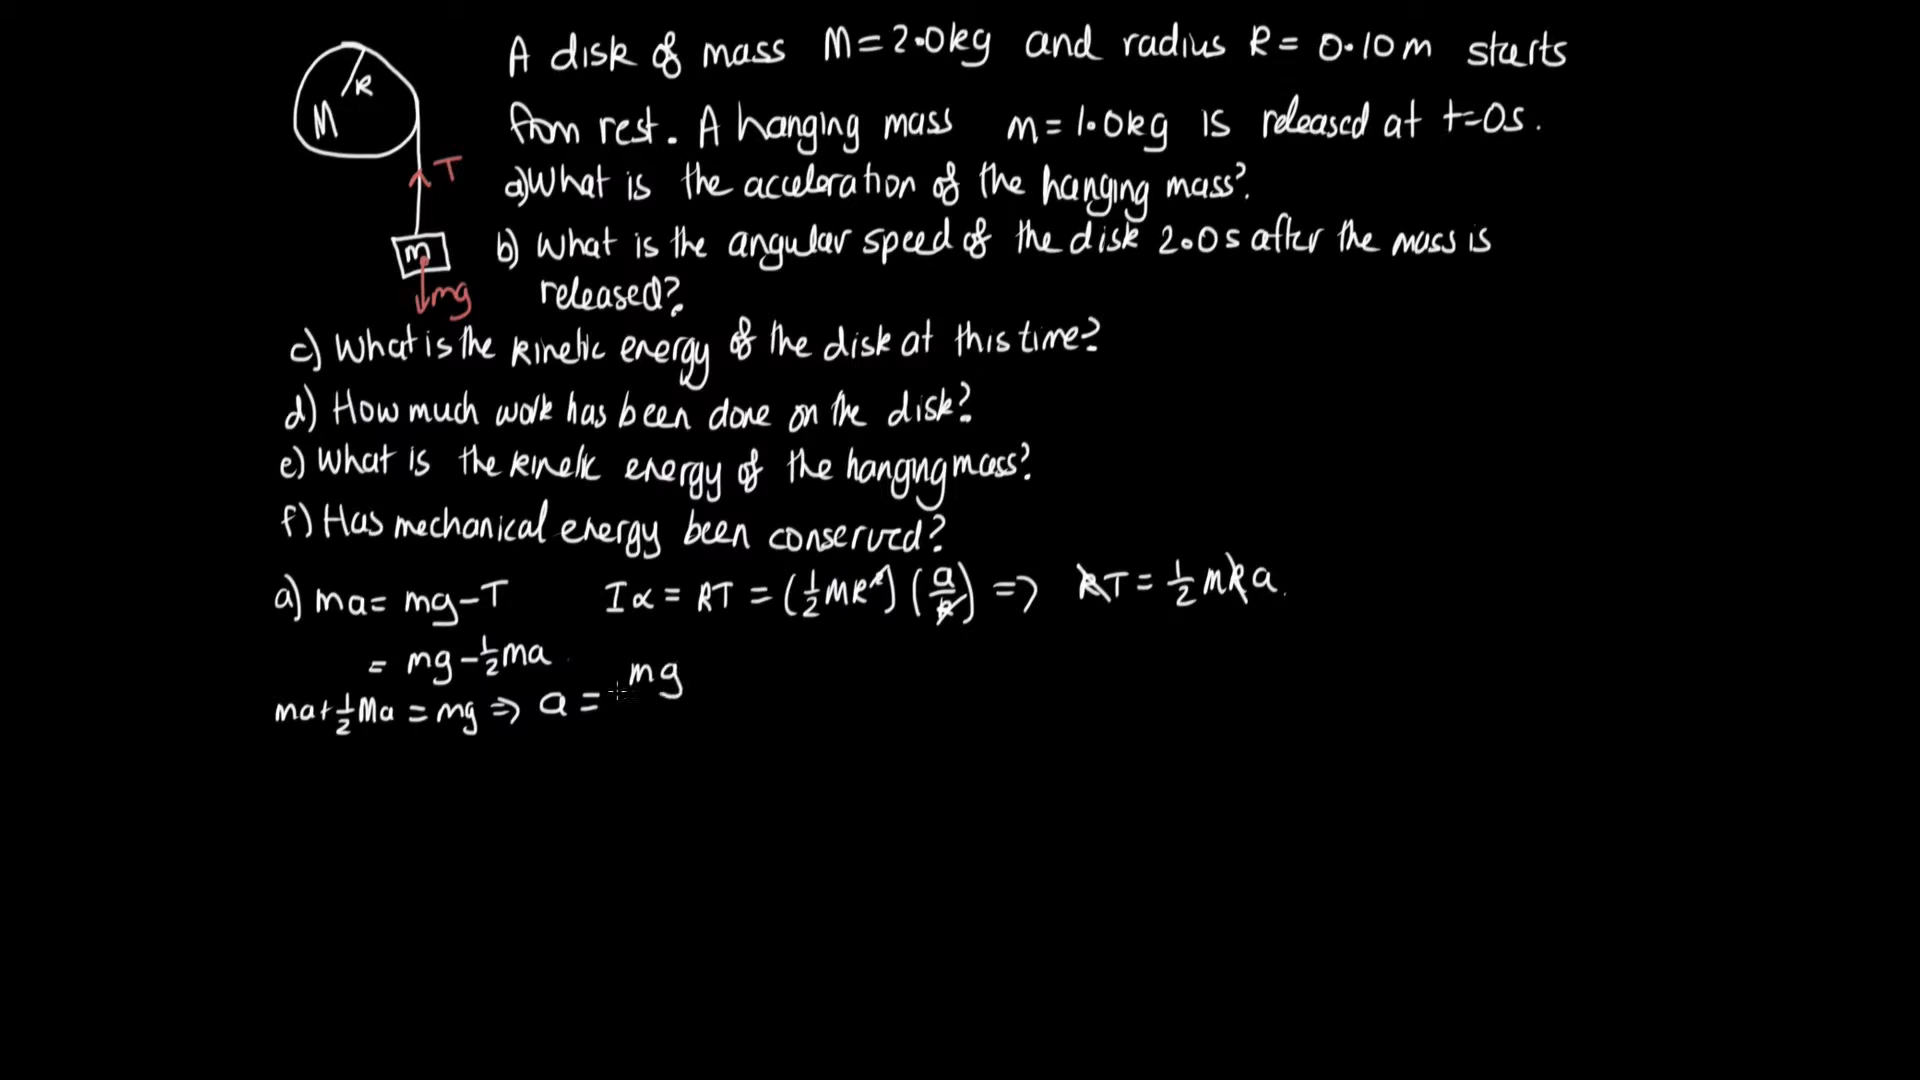 A disk of mass M=2.0kg and radius R= 0.10m starts
from rest. A hanging mass m=1.0kg is released at t=0s.
a) What is the acceleration of the hanging mass?
b) What is the angular speed of the disk 2.0s after the mass is
released?
c) What is the kinetic energy of the disk at this time?
d) How much work has been done on the disk?
e) What is the kinetic energy of the hanging mass?
f) Has mechanical energy been conserved?
a) ma= mg-T Iα = RT = (½MR²)(a/R) => RT = ½MRa
= mg-½ma
ma+½Ma = mg => a = mg
M R
T
m
mg